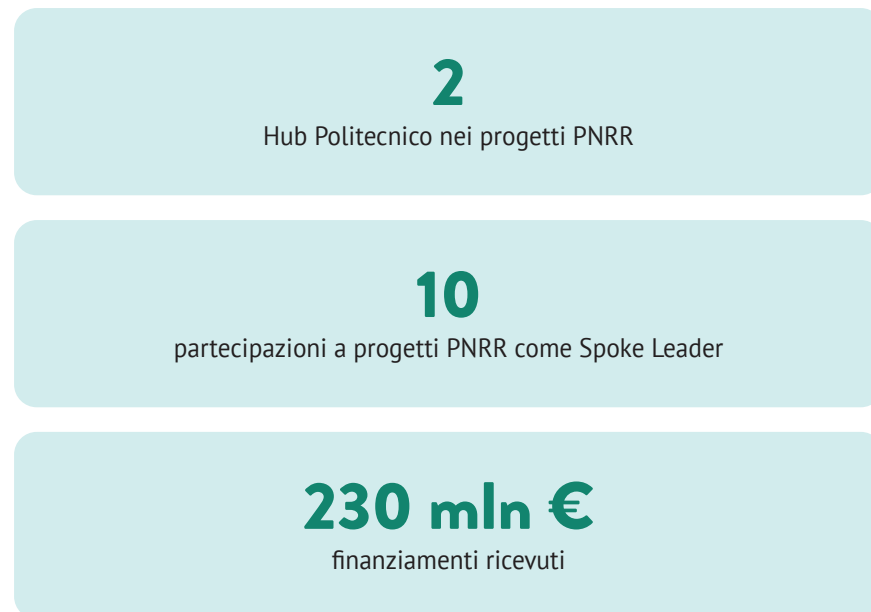 2
Hub Politecnico nei progetti PNRR
10
partecipazioni a progetti PNRR come Spoke Leader
230 mln €
finanziamenti ricevuti